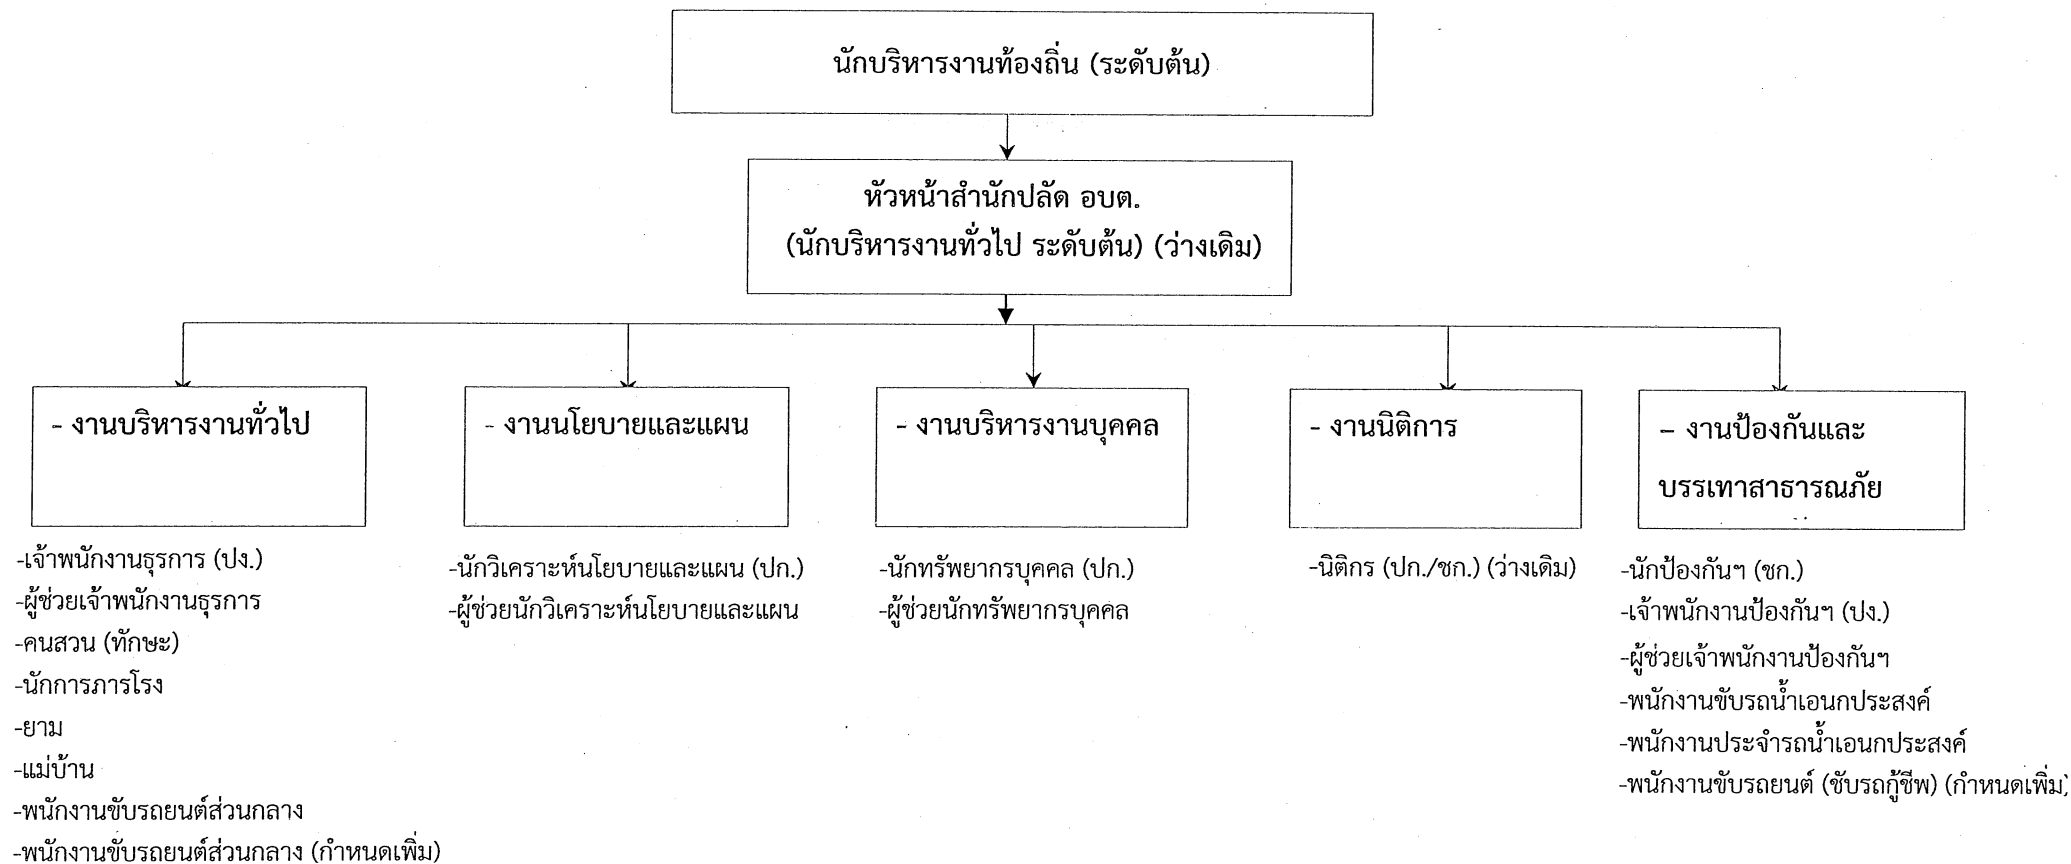 นักบริหารงานท้องถิ่น (ระดับต้น)
หัวหน้าสำนักปลัด อบต.
(นักบริหารงานทั่วไป ระดับต้น) (ว่างเดิม)
- งานบริหารงานทั่วไป
-เจ้าพนักงานธุรการ (ปง.)
-ผู้ช่วยเจ้าพนักงานธุรการ
-คนสวน (ทักษะ)
-นักการภารโรง
-ยาม
-แม่บ้าน
-พนักงานขับรถยนต์ส่วนกลาง
-พนักงานขับรถยนต์ส่วนกลาง (กำหนดเพิ่ม)
- งานนโยบายและแผน
-นักวิเคราะห์นโยบายและแผน (ปก.)
-ผู้ช่วยนักวิเคราะห์นโยบายและแผน
- งานบริหารงานบุคคล
-นักทรัพยากรบุคคล (ปก.)
-ผู้ช่วยนักทรัพยากรบุคคล
- งานนิติการ
-นิติกร (ปก./ชก.) (ว่างเดิม)
– งานป้องกันและ
บรรเทาสาธารณภัย
-นักป้องกันฯ (ชก.)
-เจ้าพนักงานป้องกันฯ (ปง.)
-ผู้ช่วยเจ้าพนักงานป้องกันฯ
-พนักงานขับรถน้ำเอนกประสงค์
-พนักงานประจำรถน้ำเอนกประสงค์
-พนักงานขับรถยนต์ (ขับรถกู้ชีพ) (กำหนดเพิ่ม)